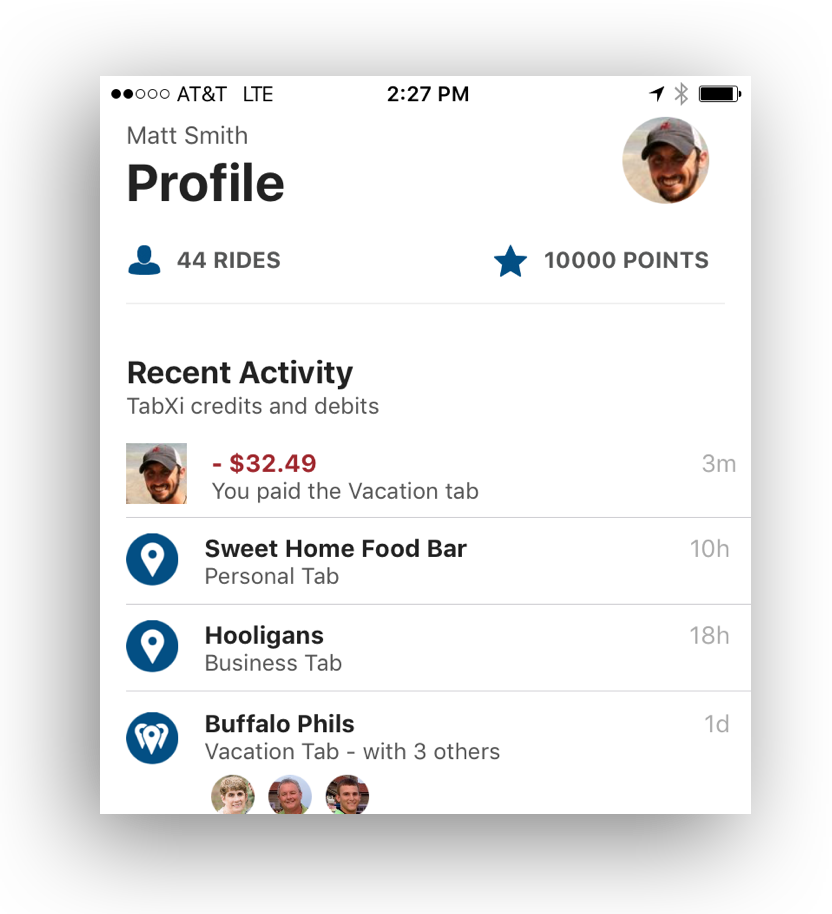 AT&T LTE 2:27 PM
Matt Smith
Profile
44 RIDES 10000 POINTS
Recent Activity
TabXi credits and debits
- $32.49 3m
You paid the Vacation tab
Sweet Home Food Bar 10h
Personal Tab
Hooligans 18h
Business Tab
Buffalo Phils 1d
Vacation Tab - with 3 others